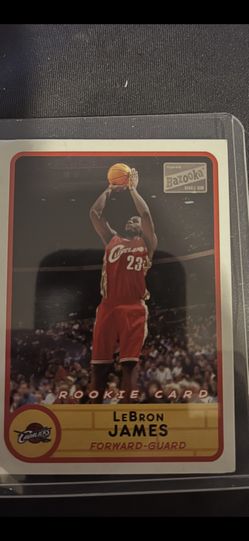 Bazooka
CAVALIERS
23
ROOKIE CARD
LEBRON
JAMES
CAVALIERS
FORWARD-GUARD